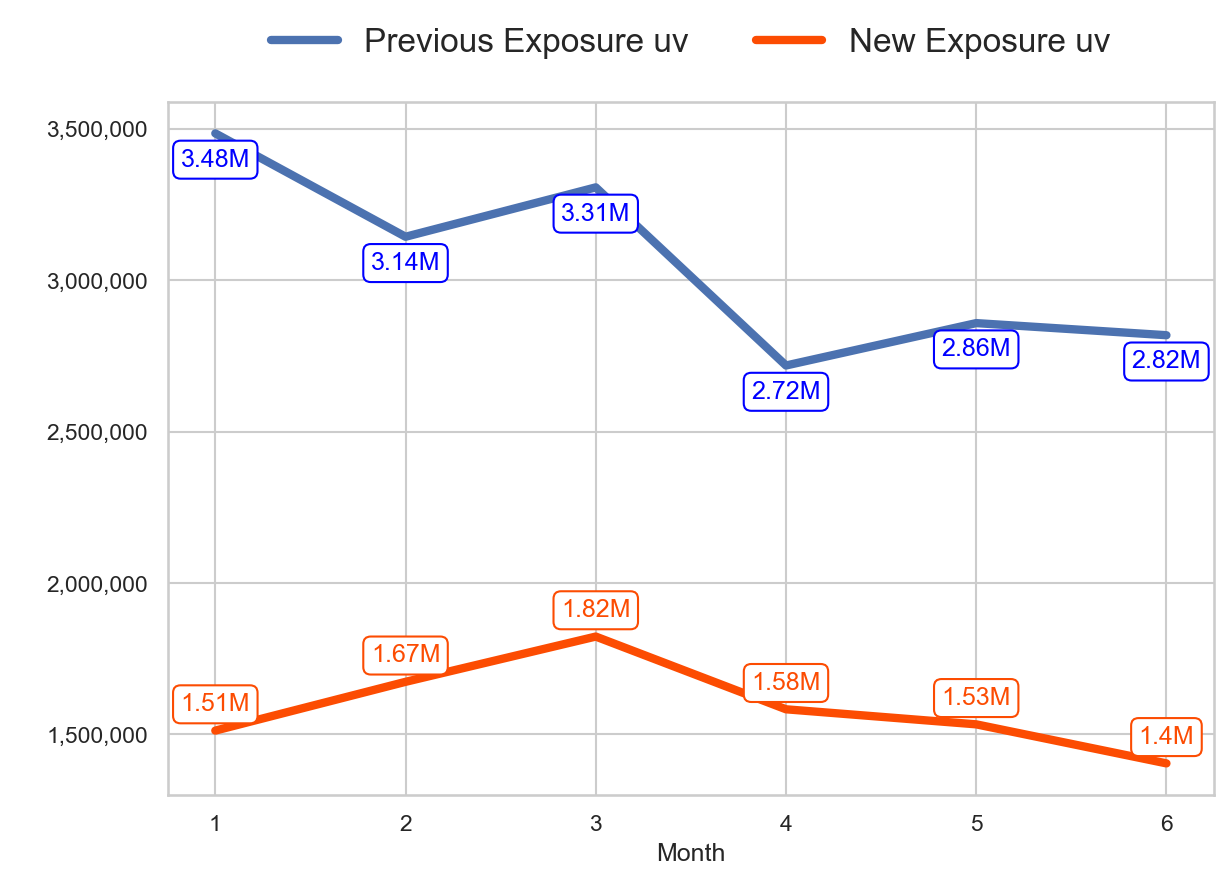 Previous Exposure uv New Exposure uv
3,500,000
3.48M
3.31M
3.14M
3,000,000
2.86M
2.82M
2.72M
2,500,000
2,000,000
1.82M
1.67M
1.58M
1.53M
1.51M
1.4M
1,500,000
1 2 3 4 5 6
Month